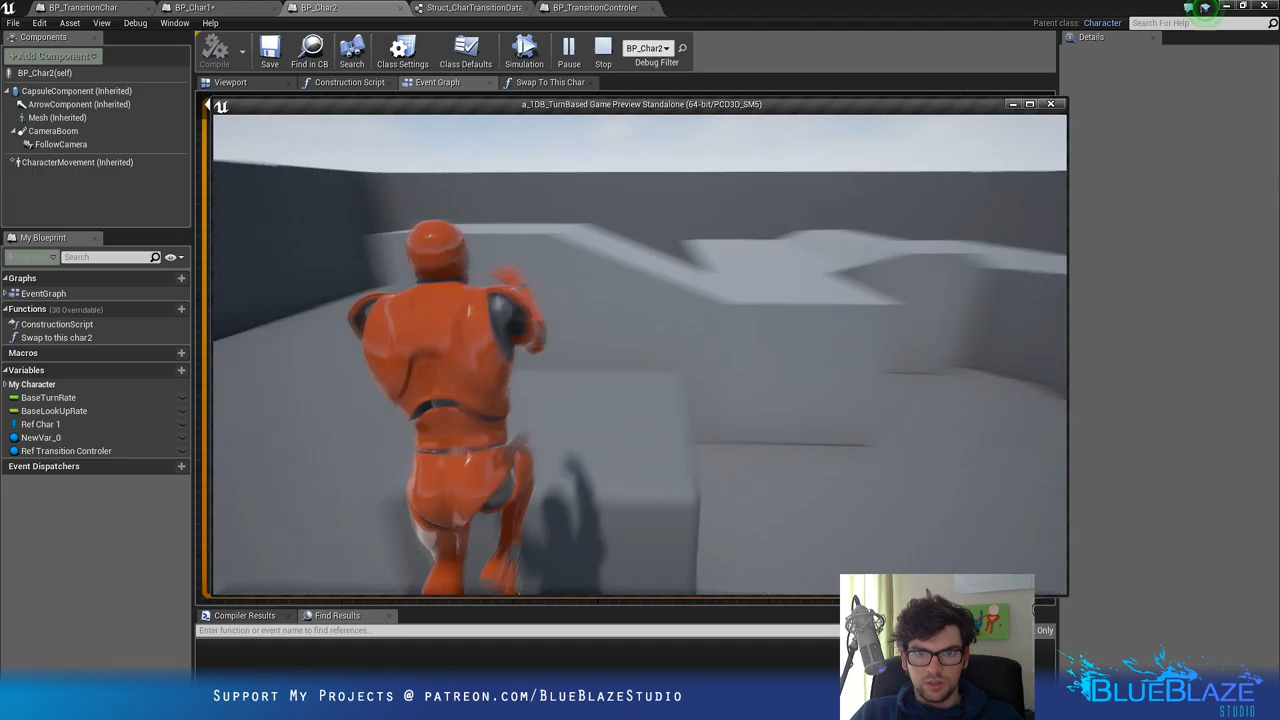 BP_TransitionChar
BP_Char1*
BP_Char2
Struct_CharTransitionDate
BP_TransitionControler
File Edit Asset View Debug Window Help
Parent class: Character
Search For Help
Components
+Add Component
BP_Char2(self)
CapsuleComponent (Inherited)
ArrowComponent (Inherited)
Mesh (Inherited)
CameraBoom
FollowCamera
CharacterMovement (Inherited)
Compile
Save
Find in CB
Search
Class Settings
Class Defaults
Simulation
Pause
Stop
BP_Char2
Debug Filter
Viewport
Construction Script
Event Graph
Swap To This Char
Details
a_1DB_TurnBased Game Preview Standalone (64-bit/PCD3D_SM5)
My Blueprint
Search
Graphs
EventGraph
Functions (30 Overridable)
ConstructionScript
Swap to this char2
Macros
Variables
My Character
BaseTurnRate
BaseLookUpRate
Ref Char 1
NewVar_0
Ref Transition Controler
Event Dispatchers
Compiler Results
Find Results
Enter function or event name to find references...
Only
Support My Projects @ patreon.com/BlueBlazeStudio
BLUEBLAZE
STUDIO